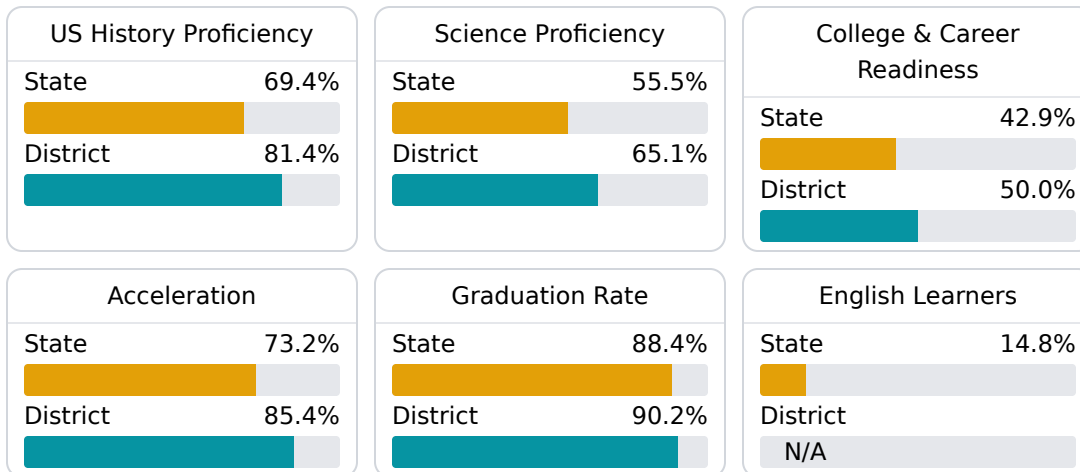 US History Proficiency
State 69.4%
District 81.4%
Science Proficiency
State 55.5%
District 65.1%
College & Career
Readiness
State 42.9%
District 50.0%
Acceleration
State 73.2%
District 85.4%
Graduation Rate
State 88.4%
District 90.2%
English Learners
State 14.8%
District
N/A